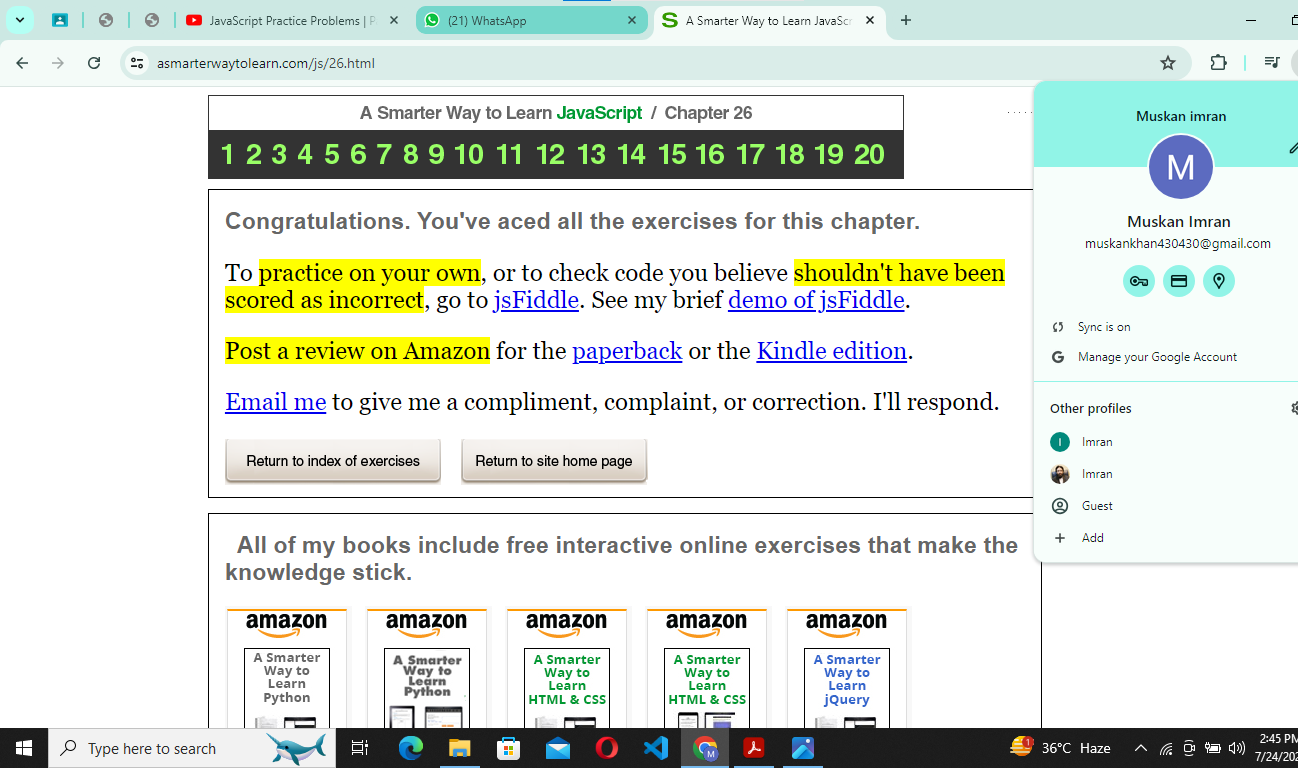 JavaScript Practice Problems | P
(21) WhatsApp
A Smarter Way to Learn JavaScr
asmarterwaytolearn.com/js/26.html
A Smarter Way to Learn JavaScript / Chapter 26
1 2 3 4 5 6 7 8 9 10 11 12 13 14 15 16 17 18 19 20
Congratulations. You've aced all the exercises for this chapter.
To practice on your own, or to check code you believe shouldn't have been
scored as incorrect, go to jsFiddle. See my brief demo of jsFiddle.
Post a review on Amazon for the paperback or the Kindle edition.
Email me to give me a compliment, complaint, or correction. I'll respond.
Return to index of exercises
Return to site home page
All of my books include free interactive online exercises that make the
knowledge stick.
amazon
A Smarter
Way to
Learn
Python
amazon
A Smarter
Way to
Learn
Python
amazon
A Smarter
Way to
Learn
HTML & CSS
amazon
A Smarter
Way to
Learn
HTML & CSS
amazon
A Smarter
Way to
Learn
jQuery
Muskan imran
M
Muskan Imran
muskankhan430430@gmail.com
Sync is on
G Manage your Google Account
Other profiles
I Imran
Imran
Guest
Add
Type here to search
M
1
36°C Haze
2:45 PM
7/24/202